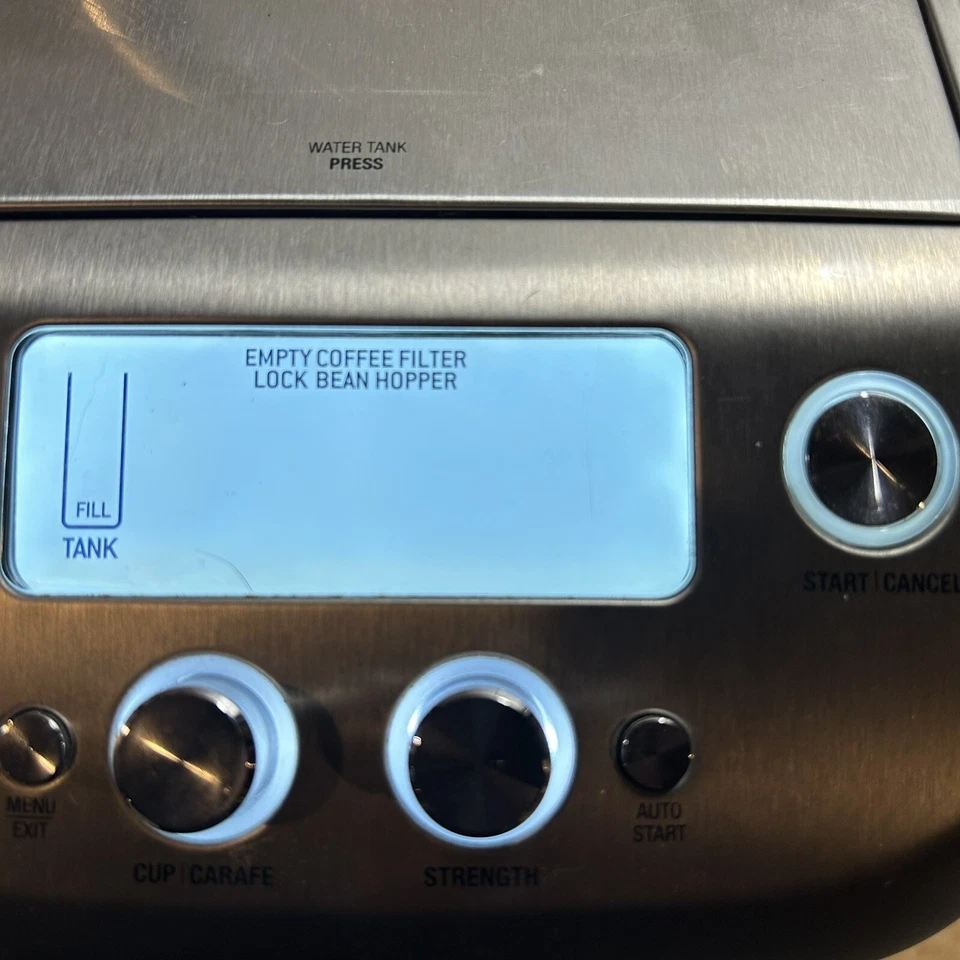 WATER TANK
PRESS
EMPTY COFFEE FILTER
LOCK BEAN HOPPER
FILL
TANK
START | CANCEL
MENU
EXIT
CUP | CARAFE
STRENGTH
AUTO
START